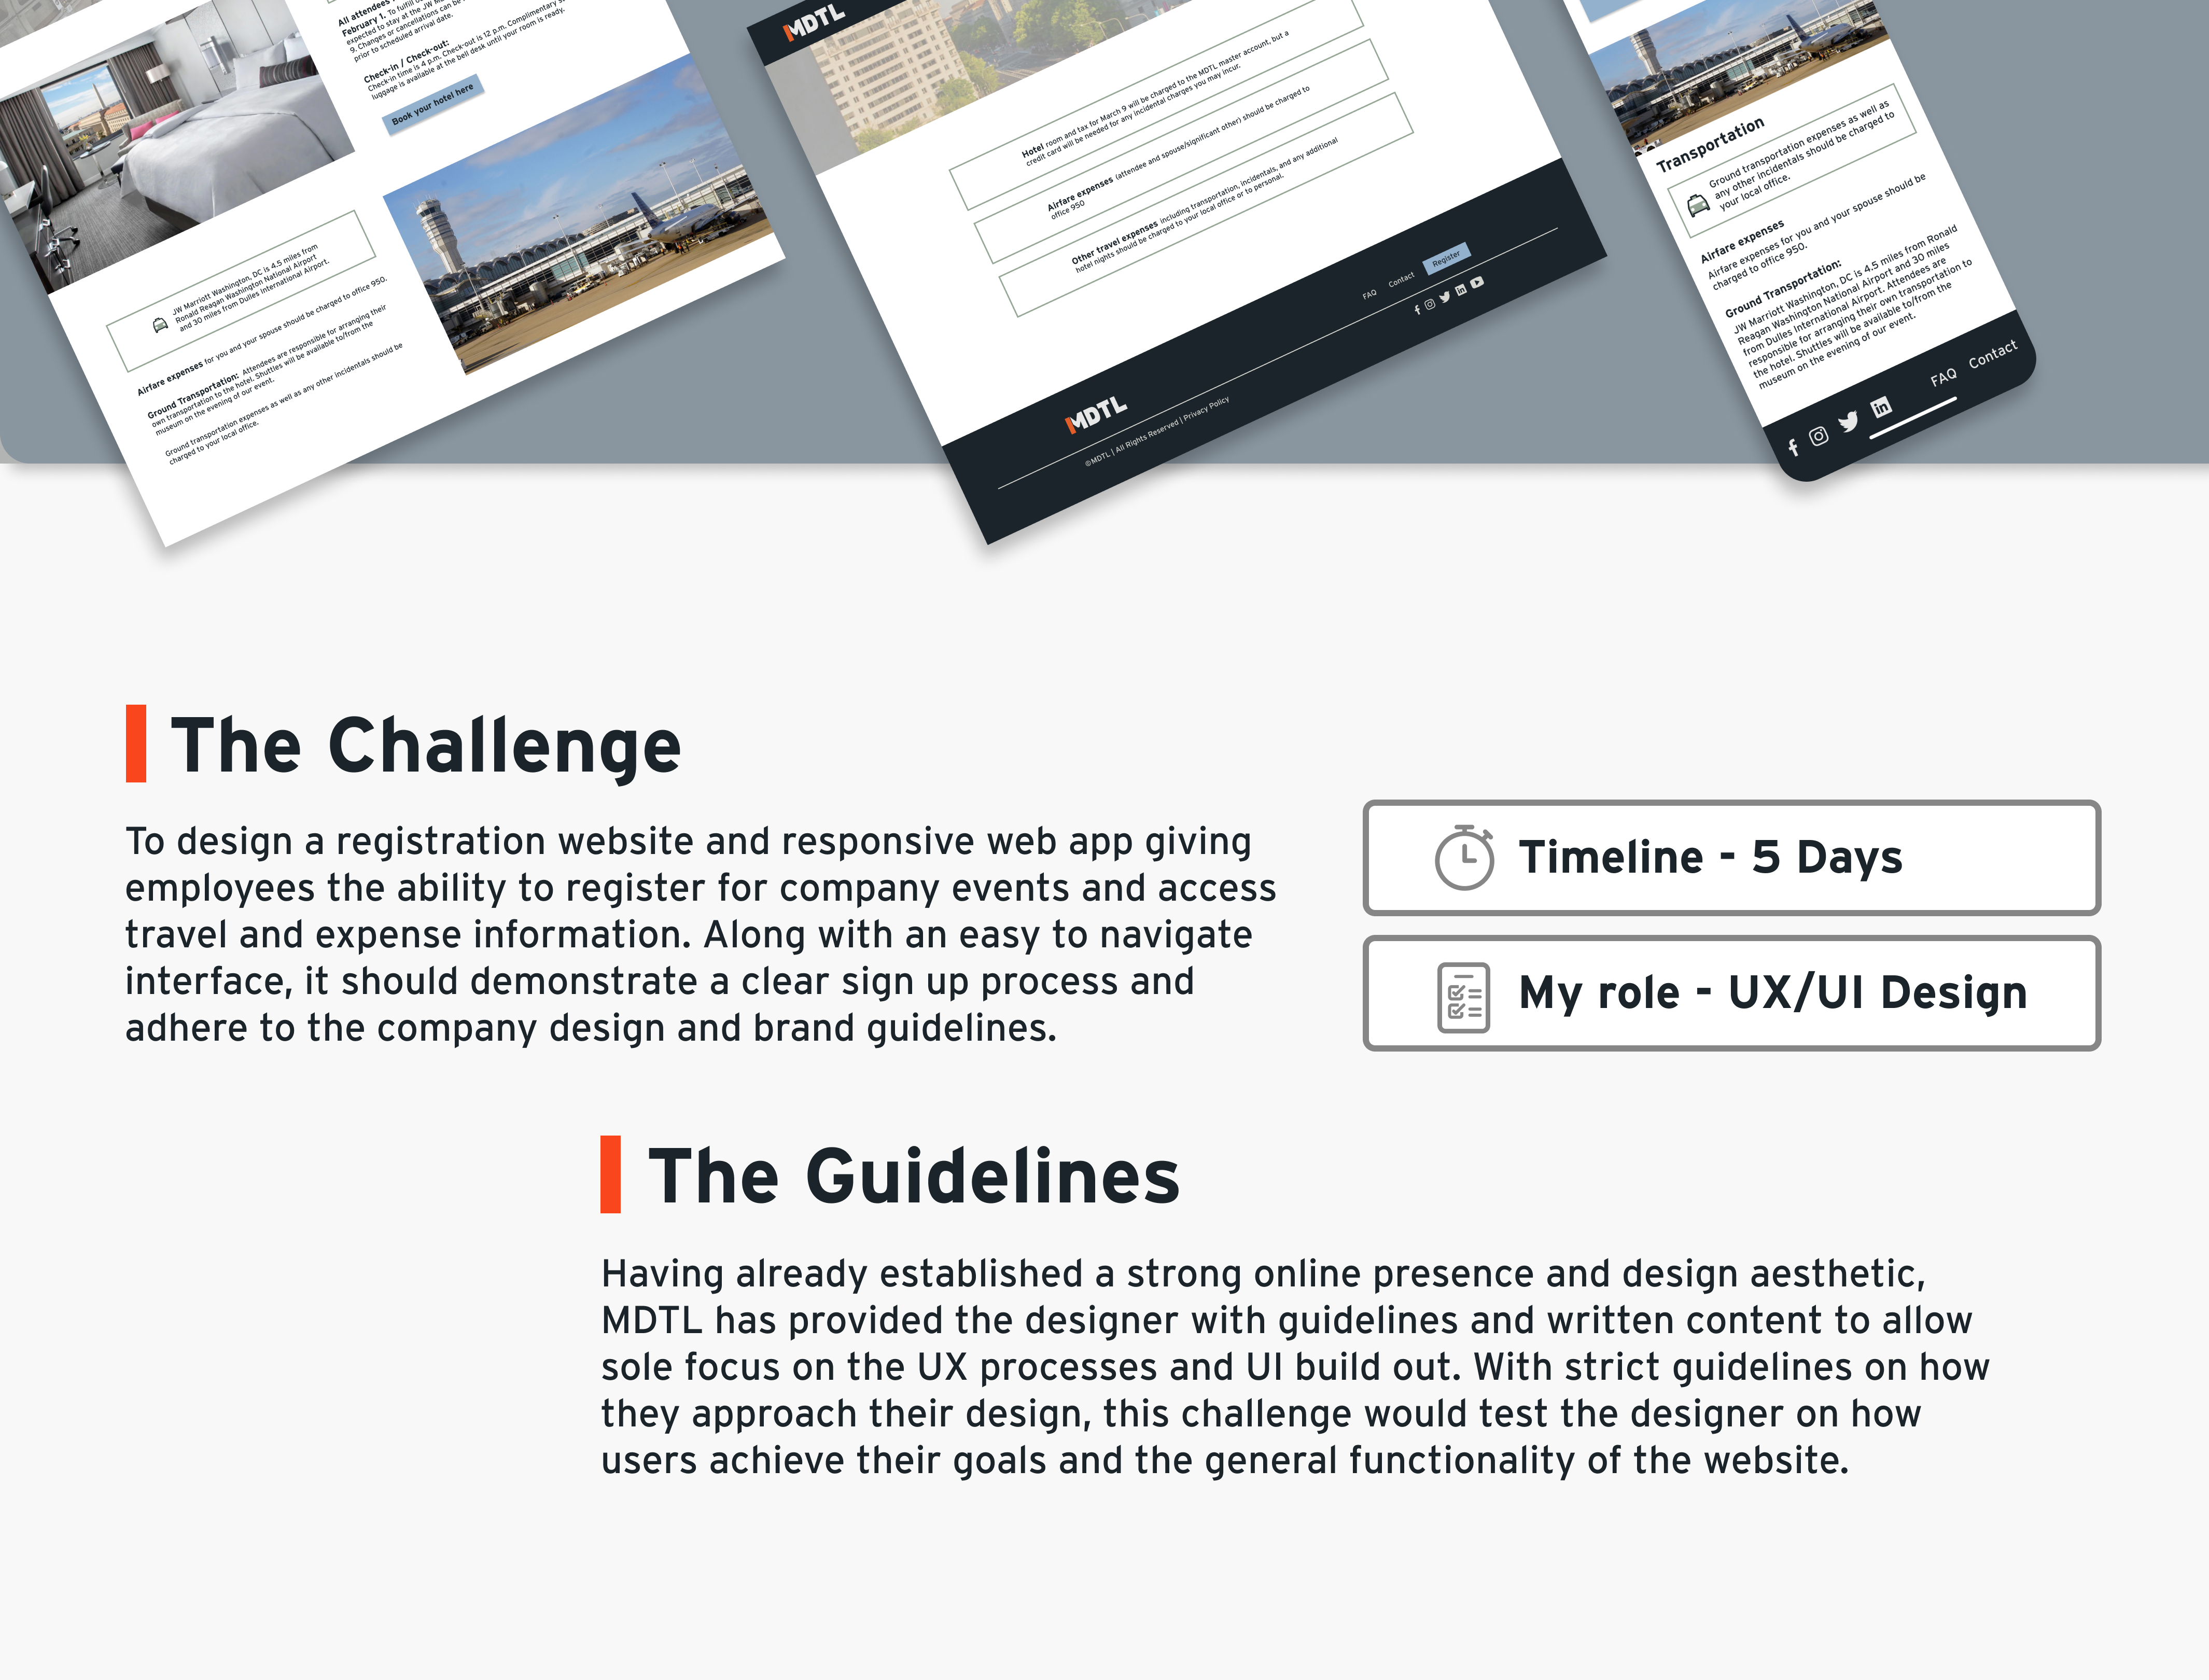 All attendees
February 1. To fulfill
expected to stay at the JW
9. Changes or cancellations can be
prior to scheduled arrival date.
Check-in / Check-out:
Check-in time is 4 p.m. Check-out is 12 p.m. Complimentary
luggage is available at the bell desk until your room is ready.
Book your hotel here
JW Marriott Washington, DC is 4.5 miles from
Ronald Reagan Washington National Airport
and 30 miles from Dulles International Airport.
Airfare expenses for you and your spouse should be charged to office 950.
Ground Transportation: Attendees are responsible for arranging their
own transportation to the hotel. Shuttles will be available to/from the
museum on the evening of our event.
Ground transportation expenses as well as any other incidentals should be
charged to your local office.
MDTL
Hotel room and tax for March 9 will be charged to the MDTL master account, but a
credit card will be needed for any incidental charges you may incur.
Airfare expenses (attendee and spouse/significant other) should be charged to
office 950
Other travel expenses including transportation, incidentals, and any additional
hotel nights should be charged to your local office or to personal.
FAQ Contact Register
MDTL
©MDTL | All Rights Reserved | Privacy Policy
Transportation
Ground transportation expenses as well as
any other incidentals should be charged to
your local office.
Airfare expenses
Airfare expenses for you and your spouse should be
charged to office 950.
Ground Transportation:
JW Marriott Washington, DC is 4.5 miles from Ronald
Reagan Washington National Airport and 30 miles
from Dulles International Airport. Attendees are
responsible for arranging their own transportation to
the hotel. Shuttles will be available to/from the
museum on the evening of our event.
FAQ Contact
The Challenge
To design a registration website and responsive web app giving
employees the ability to register for company events and access
travel and expense information. Along with an easy to navigate
interface, it should demonstrate a clear sign up process and
adhere to the company design and brand guidelines.
Timeline - 5 Days
My role - UX/UI Design
The Guidelines
Having already established a strong online presence and design aesthetic,
MDTL has provided the designer with guidelines and written content to allow
sole focus on the UX processes and UI build out. With strict guidelines on how
they approach their design, this challenge would test the designer on how
users achieve their goals and the general functionality of the website.